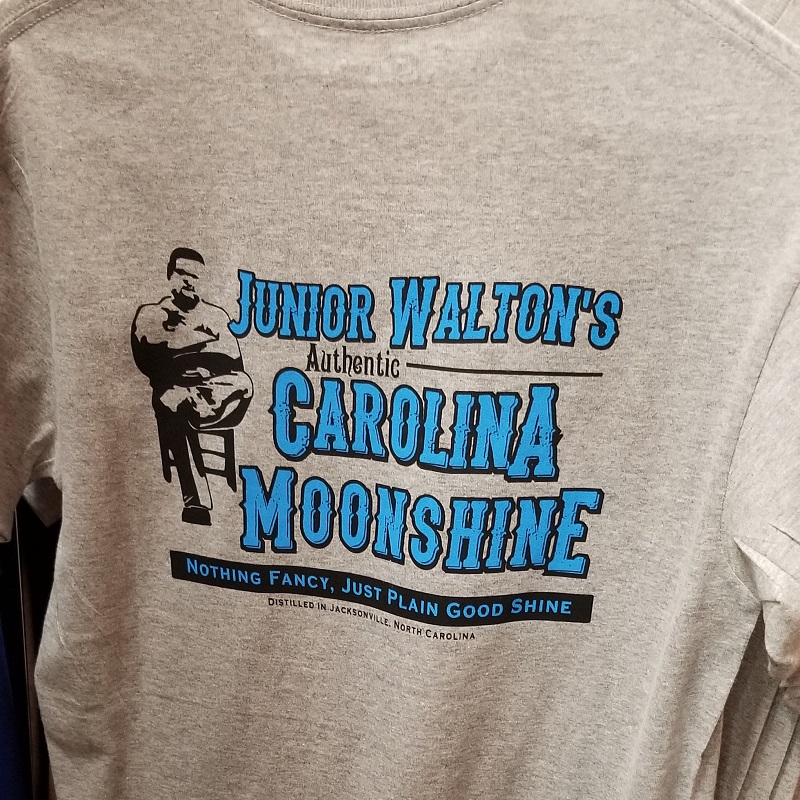 Junior Walton's
Authentic
Carolina
Moonshine
Nothing Fancy, Just Plain Good Shine
Distilled in Jacksonville, North Carolina